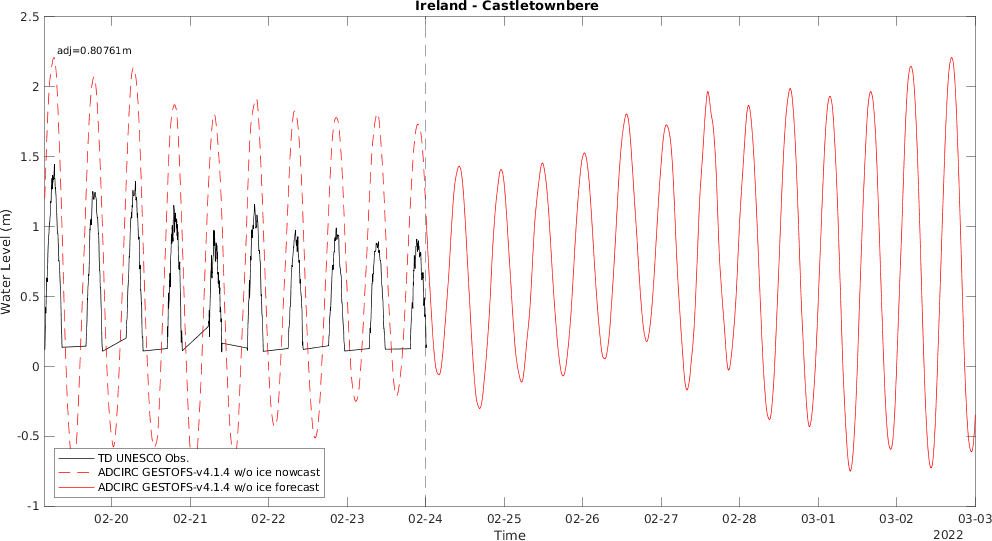 Ireland - Castletownbere
adj=0.80761m
2.5
2
1.5
1
0.5
0
-0.5
-1
Water Level (m)
TD UNESCO Obs.
ADCIRC GESTOFS-v4.1.4 w/o ice nowcast
ADCIRC GESTOFS-v4.1.4 w/o ice forecast
02-20 02-21 02-22 02-23 02-24 02-25 02-26 02-27 02-28 03-01 03-02 03-03
Time
2022